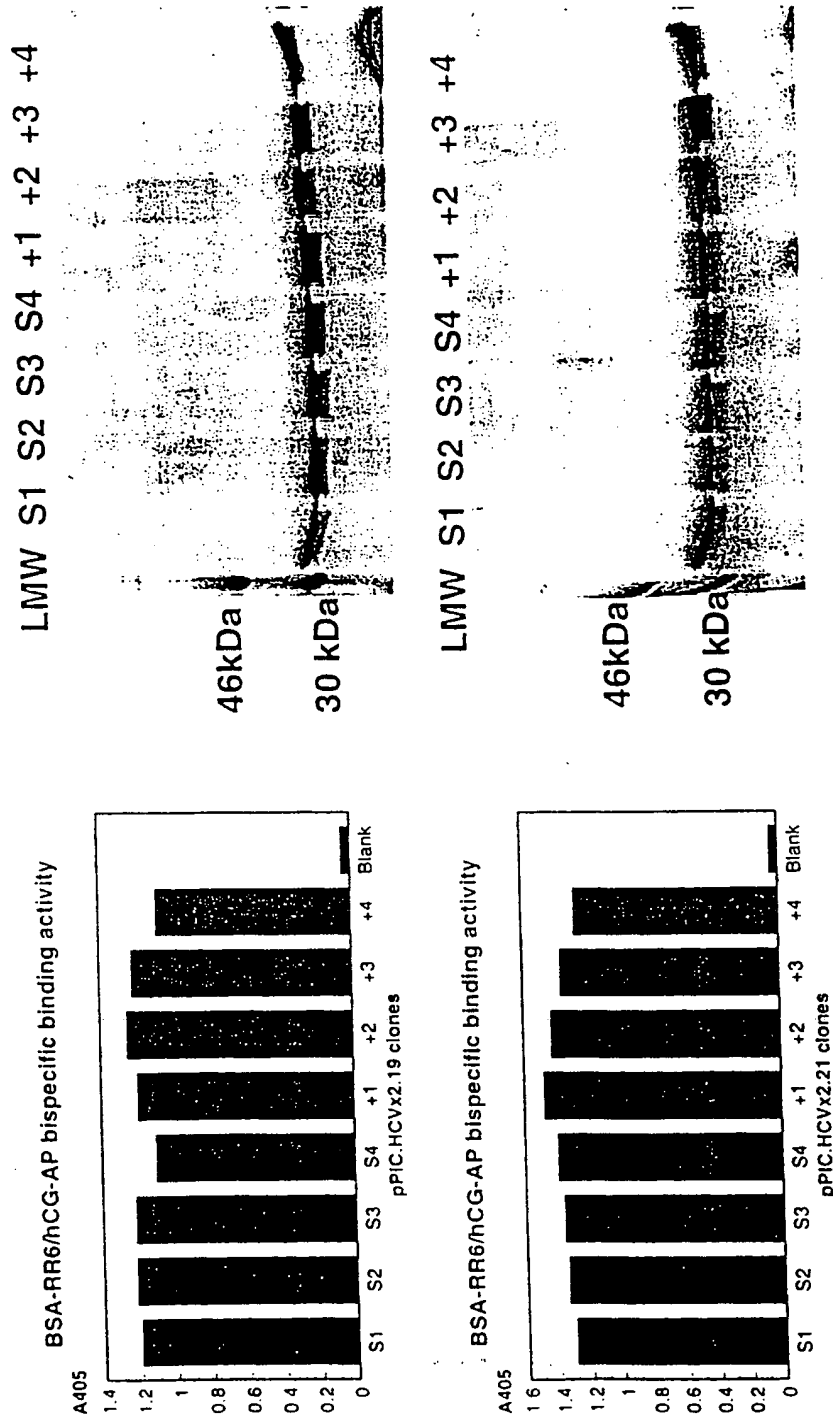 BSA-RR6/hCG-AP bispecific binding activity
A405
1.4
1.2
1
0.8
0.6
0.4
0.2
0
S1 S2 S3 S4 +1 +2 +3 +4 Blank
pPIC.HCVx2.19 clones
LMW S1 S2 S3 S4 +1 +2 +3 +4
46kDa
30 kDa
BSA-RR6/hCG-AP bispecific binding activity
A405
1 6
1.4
1.2
1
0.8
0.6
0.4
0.2
0
S1 S2 S3 S4 +1 +2 +3 +4 Blank
pPIC.HCVx2.21 clones
LMW S1 S2 S3 S4 +1 +2 +3 +4
46kDa
30 kDa